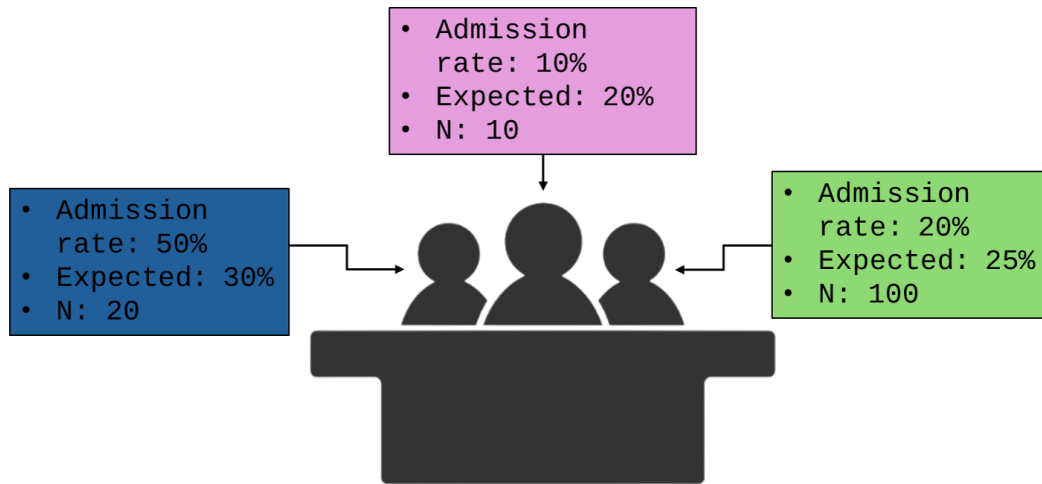 • Admission
rate: 10%
• Expected: 20%
• N: 10
• Admission
rate: 50%
• Expected: 30%
• N: 20
• Admission
rate: 20%
• Expected: 25%
• N: 100